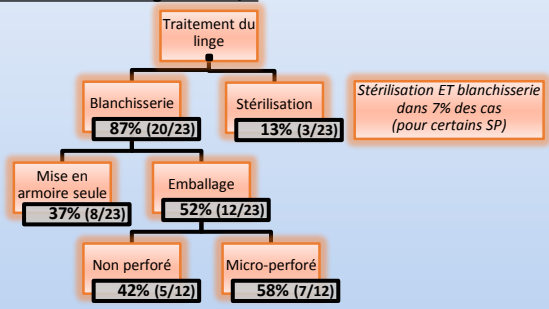 Traitement du
linge
Blanchisserie
87% (20/23)
Stérilisation
13% (3/23)
Stérilisation ET blanchisserie
dans 7% des cas
(pour certains SP)
Mise en
armoire seule
37% (8/23)
Emballage
52% (12/23)
Non perforé
42% (5/12)
Micro-perforé
58% (7/12)